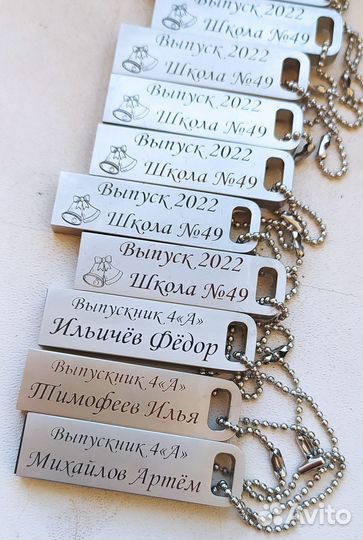 Выпуск 2022
Школа №49
Выпуск 2022
Школа №49
Выпуск 2022
Школа №49
Выпуск 2022
Школа №49
Выпуск 2022
Школа №49
Выпуск 2022
Школа №49
Выпускник 4«А»
Ильичёв Фёдор
Выпускник 4«А»
Тимофеев Илья
Выпускник 4«А»
Михайлов Артём
Avito